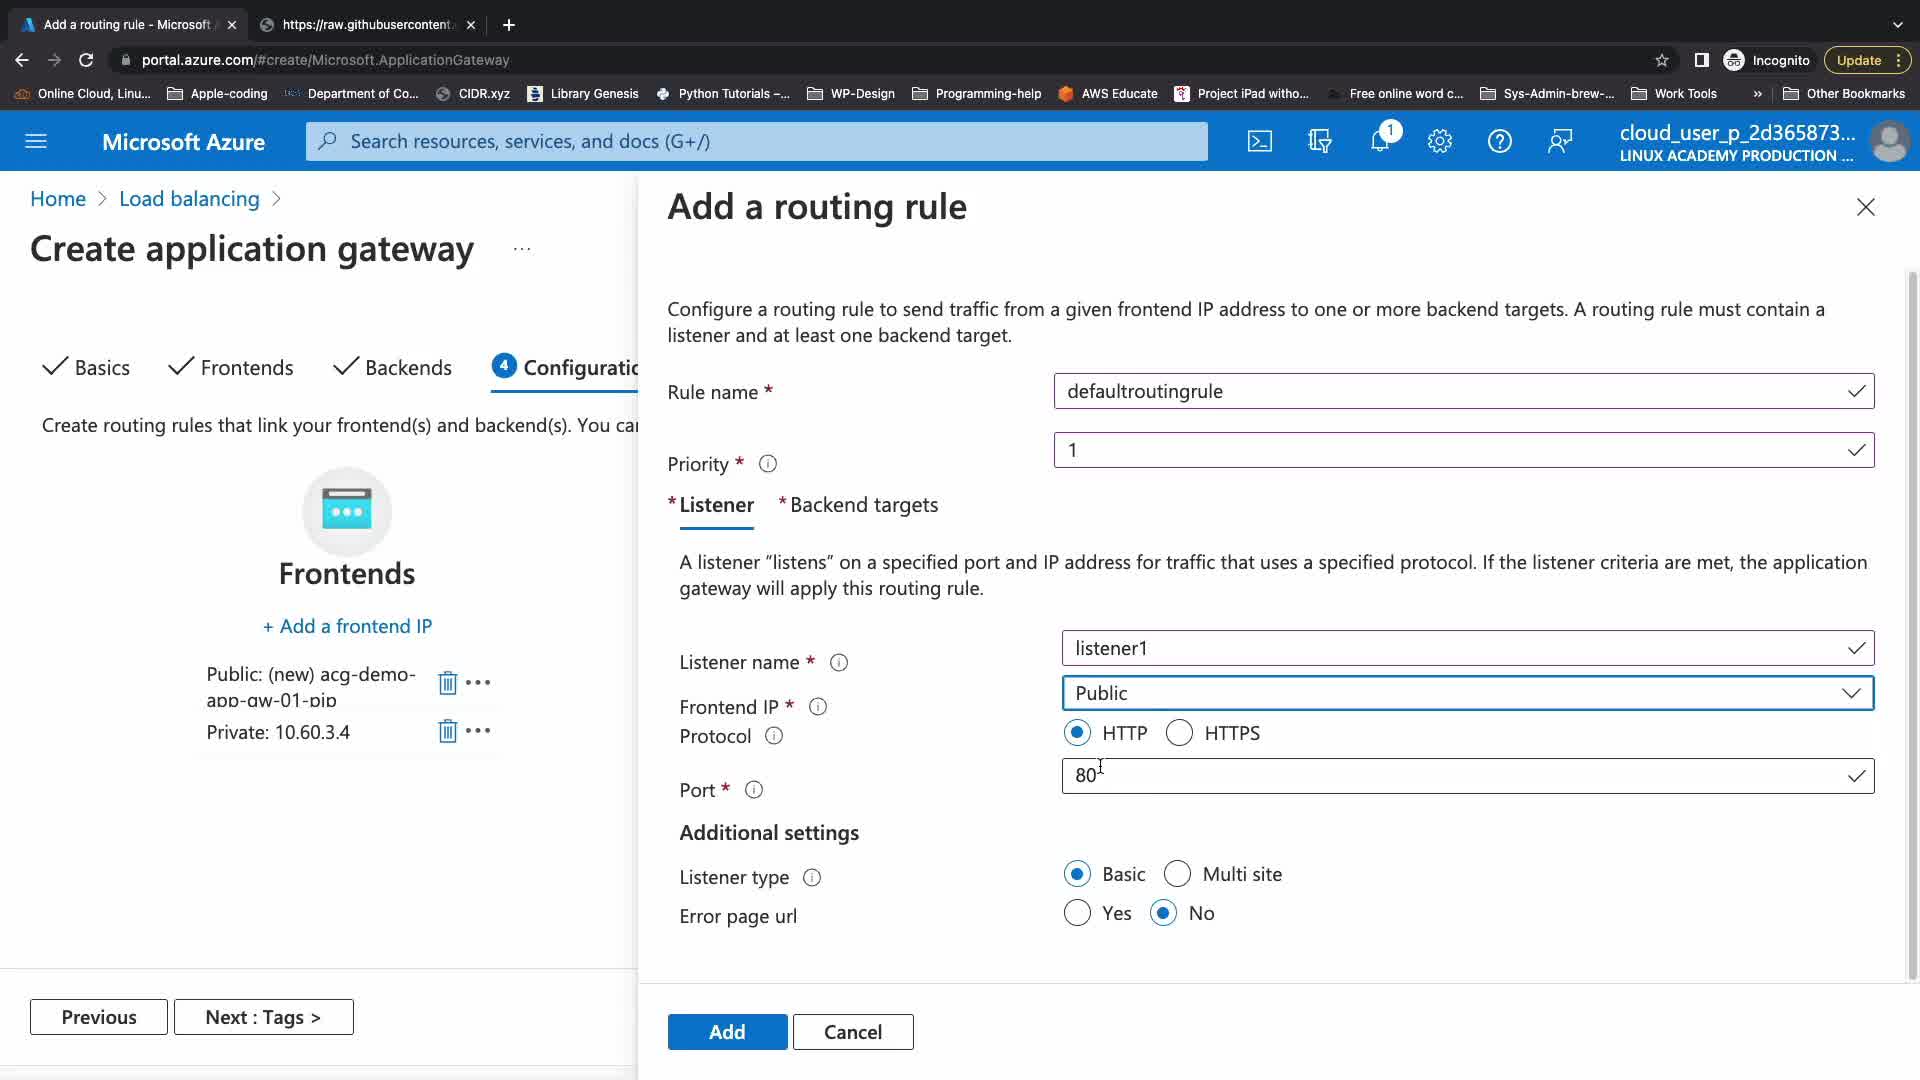 Add a routing rule - Microsoft
https://raw.githubusercontent.
portal.azure.com/#create/Microsoft.ApplicationGateway
Incognito
Update
Online Cloud, Linu...
Apple-coding
Department of Co...
CIDR.xyz
Library Genesis
Python Tutorials –...
WP-Design
Programming-help
AWS Educate
Project iPad witho...
Free online word c...
Sys-Admin-brew-...
Work Tools
»
Other Bookmarks
Microsoft Azure
Search resources, services, and docs (G+/)
1
cloud_user_p_2d365873...
LINUX ACADEMY PRODUCTION ...
Home > Load balancing >
Create application gateway ...
Basics
Frontends
Backends
4 Configuratio
Create routing rules that link your frontend(s) and backend(s). You can
Frontends
+ Add a frontend IP
Public: (new) acg-demo-
app-gw-01-pip
Private: 10.60.3.4
Previous
Next : Tags >
Add a routing rule
Configure a routing rule to send traffic from a given frontend IP address to one or more backend targets. A routing rule must contain a
listener and at least one backend target.
Rule name *
defaultroutingrule
Priority *
1
* Listener
* Backend targets
A listener “listens” on a specified port and IP address for traffic that uses a specified protocol. If the listener criteria are met, the application
gateway will apply this routing rule.
Listener name *
listener1
Frontend IP *
Public
Protocol
HTTP
HTTPS
Port *
80
Additional settings
Listener type
Basic
Multi site
Error page url
Yes
No
Add
Cancel